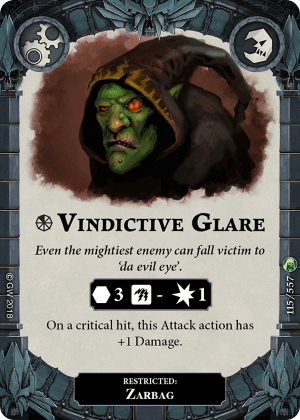 VINDICTIVE GLARE
Even the mightiest enemy can fall victim to
‘da evil eye’.
3 - 1
On a critical hit, this Attack action has
+1 Damage.
RESTRICTED:
ZARBAG
© GW 2018
115/557